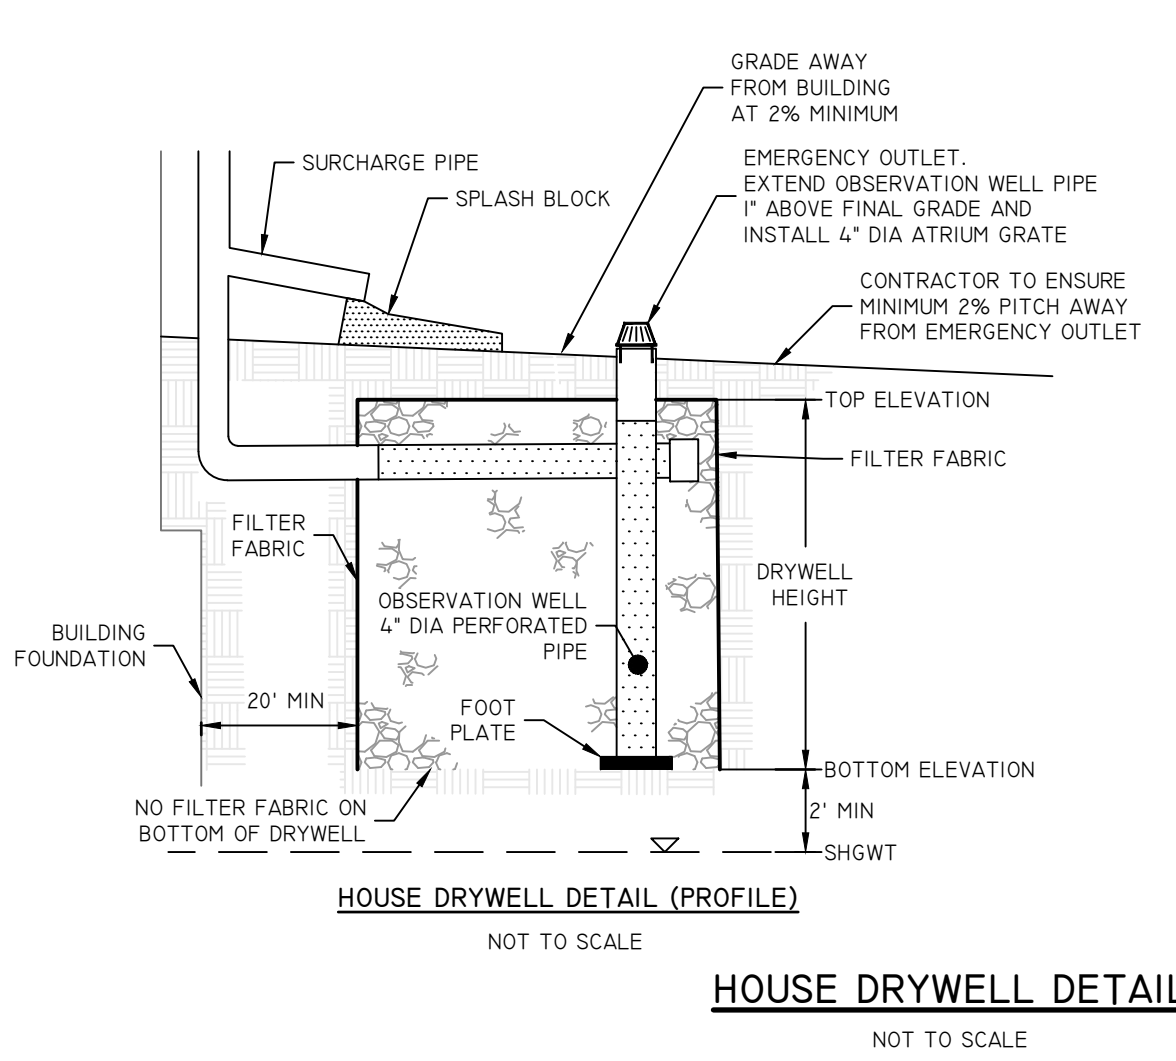 GRADE AWAY
FROM BUILDING
AT 2% MINIMUM
SURCHARGE PIPE
SPLASH BLOCK
EMERGENCY OUTLET.
EXTEND OBSERVATION WELL PIPE
1" ABOVE FINAL GRADE AND
INSTALL 4" DIA ATRIUM GRATE
CONTRACTOR TO ENSURE
MINIMUM 2% PITCH AWAY
FROM EMERGENCY OUTLET
TOP ELEVATION
FILTER FABRIC
FILTER
FABRIC
DRYWELL
HEIGHT
OBSERVATION WELL
4" DIA PERFORATED
PIPE
BUILDING
FOUNDATION
20' MIN
FOOT
PLATE
BOTTOM ELEVATION
NO FILTER FABRIC ON
BOTTOM OF DRYWELL
2' MIN
SHGWT
HOUSE DRYWELL DETAIL (PROFILE)
NOT TO SCALE
HOUSE DRYWELL DETAIL
NOT TO SCALE